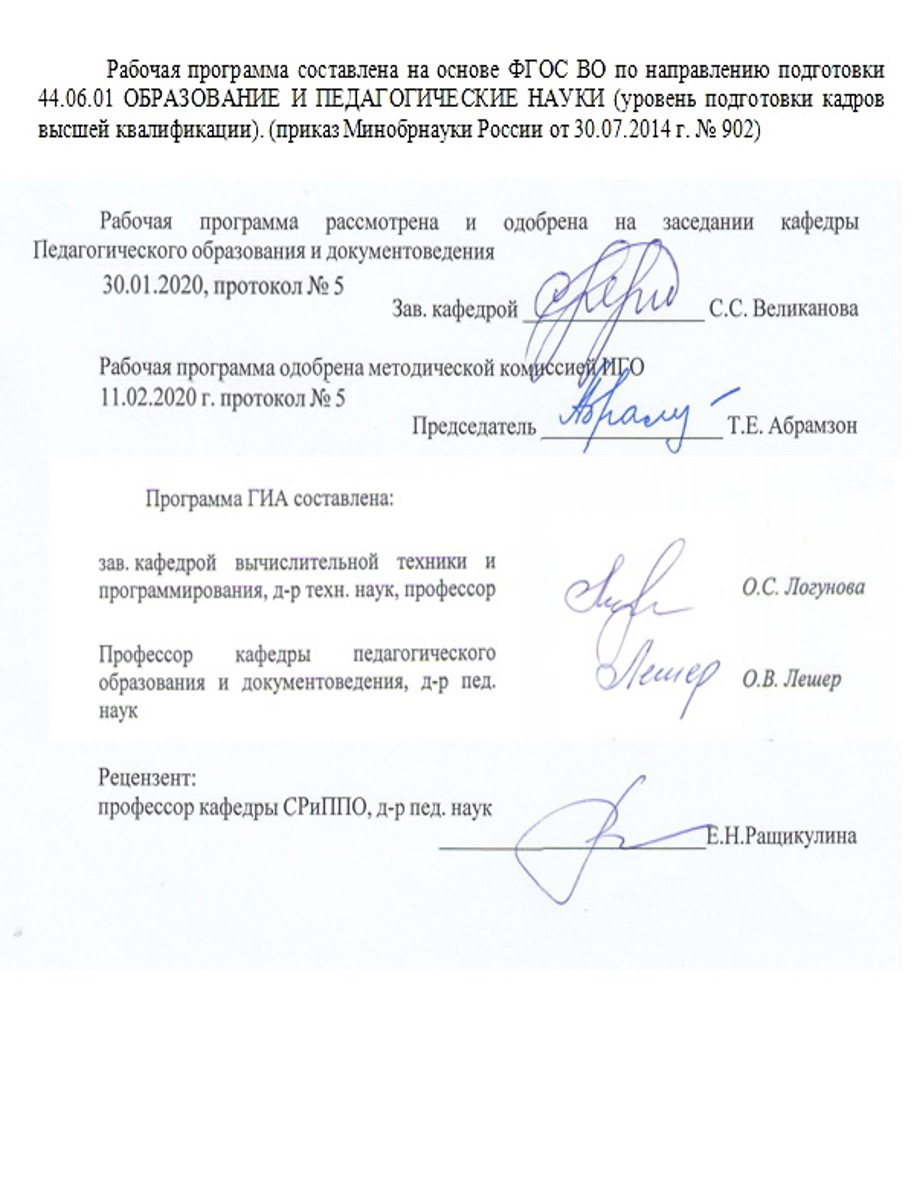 Рабочая программа составлена на основе ФГОС ВО по направлению подготовки
44.06.01 ОБРАЗОВАНИЕ И ПЕДАГОГИЧЕСКИЕ НАУКИ (уровень подготовки кадров
высшей квалификации). (приказ Минобрнауки России от 30.07.2014 г. № 902)
Рабочая программа рассмотрена и одобрена на заседании кафедры
Педагогического образования и документоведения
30.01.2020, протокол № 5
Зав. кафедрой С.С. Великанова
Рабочая программа одобрена методической комиссией ИГО
11.02.2020 г. протокол № 5
Председатель Т.Е. Абрамзон
Программа ГИА составлена:
зав. кафедрой вычислительной техники и
программирования, д-р техн. наук, профессор
О.С. Логунова
Профессор кафедры педагогического
образования и документоведения, д-р пед.
наук
Лешер О.В. Лешер
Рецензент:
профессор кафедры СРиППО, д-р пед. наук
Е.Н.Ращикулина